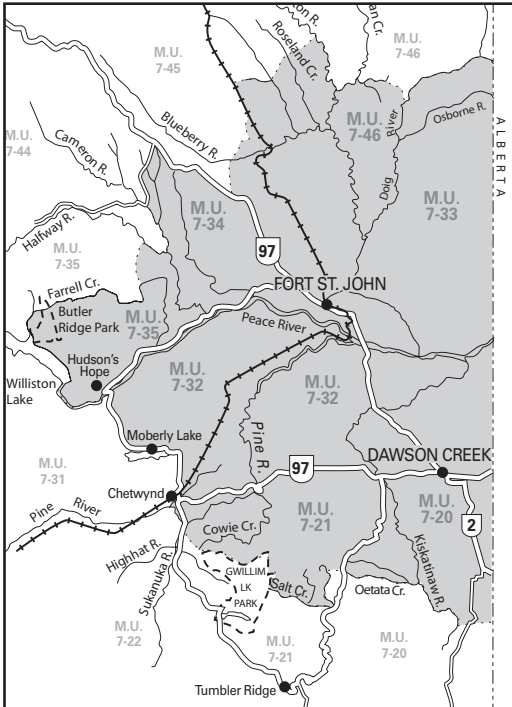 on R.
an Cr.
Roseland Cr.
M.U.
7-45
M.U.
7-46
Blueberry R.
M.U.
7-46
River
Doig
Osborne R.
ALBERTA
M.U.
7-44
Cameron R.
M.U.
7-34
M.U.
7-33
Halfway R.
97
M.U.
7-35
Farrell Cr.
FORT ST. JOHN
Butler
Ridge Park
M.U.
7-35
Peace River
Hudson's
Hope
Williston
Lake
M.U.
7-32
M.U.
7-32
Moberly Lake
Pine R.
DAWSON CREEK
M.U.
7-31
97
Chetwynd
M.U.
7-21
M.U.
7-20
2
Pine River
Cowie Cr.
Kiskatinaw R.
Highhat R.
Sukanuka R.
GWILLIM
LK
PARK
Salt Cr.
Oetata Cr.
M.U.
7-22
M.U.
7-21
M.U.
7-20
Tumbler Ridge